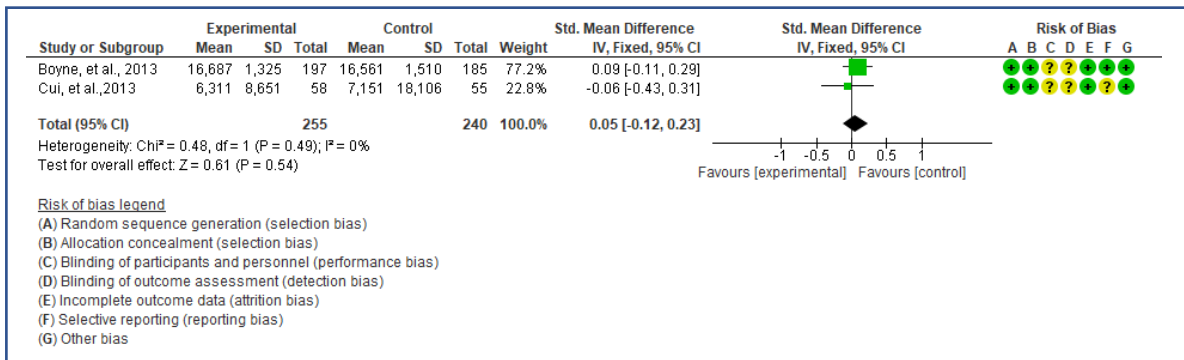 Experimental Control Std. Mean Difference Std. Mean Difference Risk of Bias
Study or Subgroup Mean SD Total Mean SD Total Weight IV, Fixed, 95% CI IV, Fixed, 95% CI A B C D E F G
Boyne, et al., 2013 16,687 1,325 197 16,561 1,510 185 77.2% 0.09 [-0.11, 0.29] + + ? ? + + +
Cui, et al.,2013 6,311 8,651 58 7,151 18,106 55 22.8% -0.06 [-0.43, 0.31] + + ? ? + ? +
Total (95% CI) 255 240 100.0% 0.05 [-0.12, 0.23]
Heterogeneity: Chi² = 0.48, df = 1 (P = 0.49); I² = 0%
Test for overall effect: Z = 0.61 (P = 0.54)
-1 -0.5 0 0.5 1
Favours [experimental] Favours [control]
Risk of bias legend
(A) Random sequence generation (selection bias)
(B) Allocation concealment (selection bias)
(C) Blinding of participants and personnel (performance bias)
(D) Blinding of outcome assessment (detection bias)
(E) Incomplete outcome data (attrition bias)
(F) Selective reporting (reporting bias)
(G) Other bias